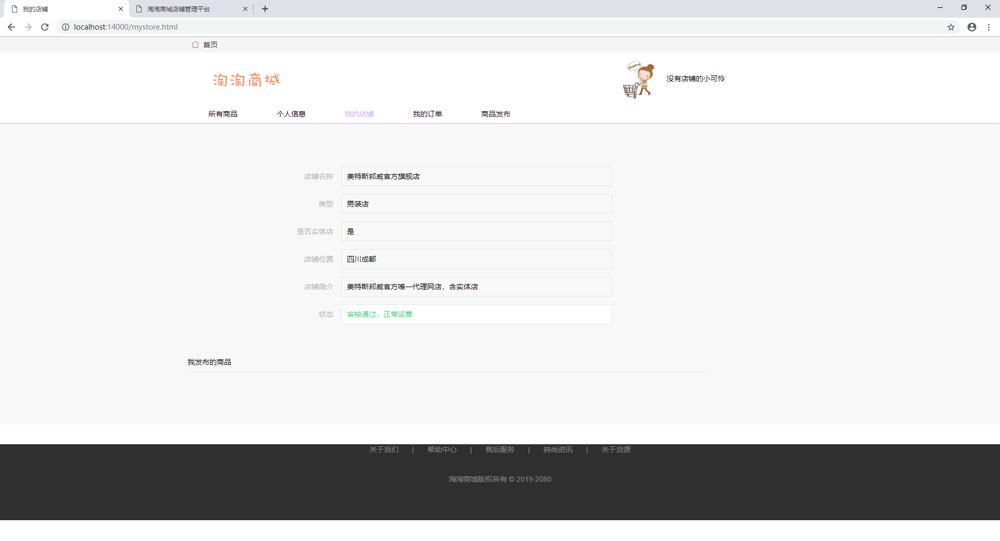 我的店铺
淘淘商城店铺管理平台
localhost:14000/mystore.html
首页
淘淘商城
没有店铺的小可怜
所有商品 个人信息 我的店铺 我的订单 商品发布
店铺名称 美特斯邦威官方旗舰店
类型 男装店
是否实体店 是
店铺位置 四川成都
店铺简介 美特斯邦威官方唯一代理网店，含实体店
状态 审核通过，正常运营
我发布的商品
关于我们 | 帮助中心 | 售后服务 | 時尚资讯 | 关于货源
淘淘商城版权所有 © 2019-2080